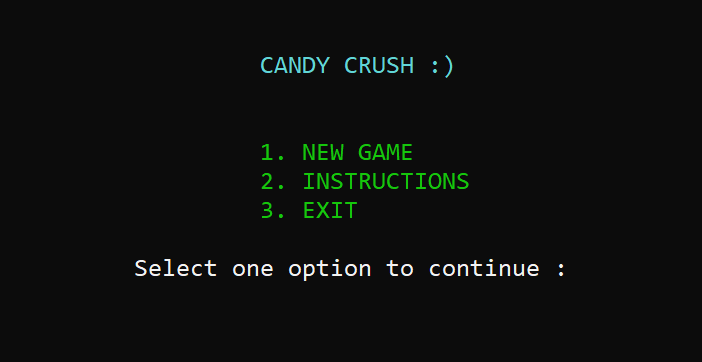 CANDY CRUSH :)
1. NEW GAME
2. INSTRUCTIONS
3. EXIT
Select one option to continue :